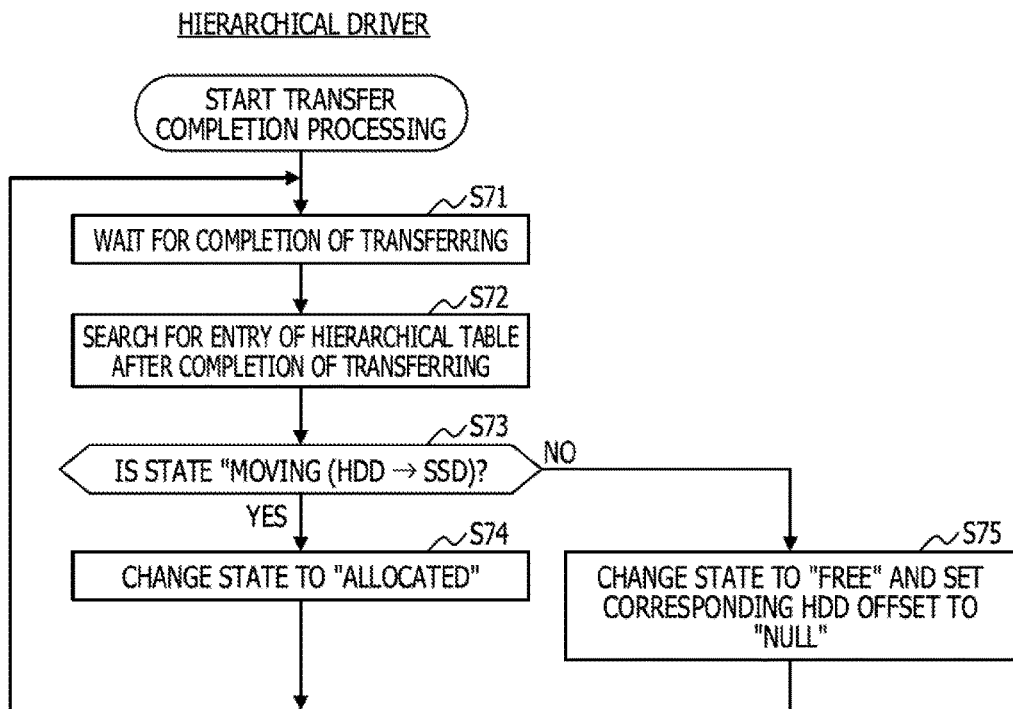 HIERARCHICAL DRIVER
START TRANSFER
COMPLETION PROCESSING
S71
WAIT FOR COMPLETION OF TRANSFERRING
S72
SEARCH FOR ENTRY OF HIERARCHICAL TABLE
AFTER COMPLETION OF TRANSFERRING
S73
IS STATE "MOVING (HDD → SSD)?
NO
YES
S74
CHANGE STATE TO "ALLOCATED"
S75
CHANGE STATE TO "FREE" AND SET
CORRESPONDING HDD OFFSET TO
"NULL"